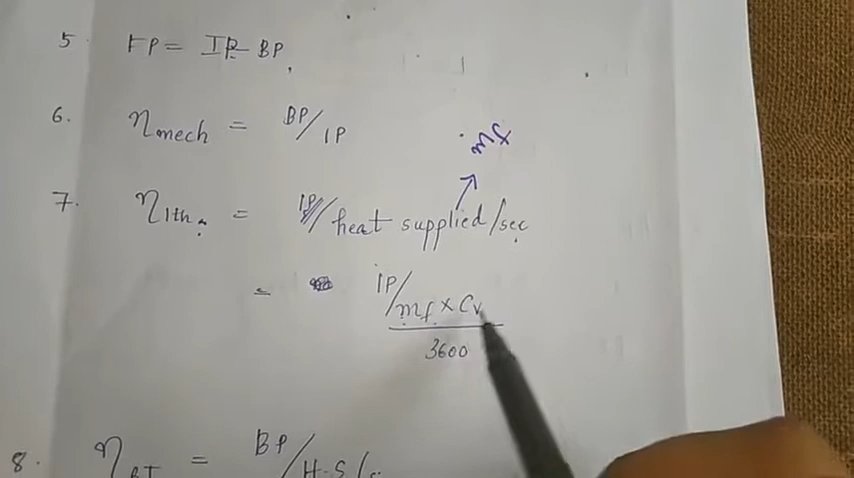 5 FP = IP- BP.
6. ηmech = BP/IP
ṁf
7. ηIth. = IP/heat supplied/sec
= IP/mf × Cv
3600
8. ηBT = BP/H.S/s